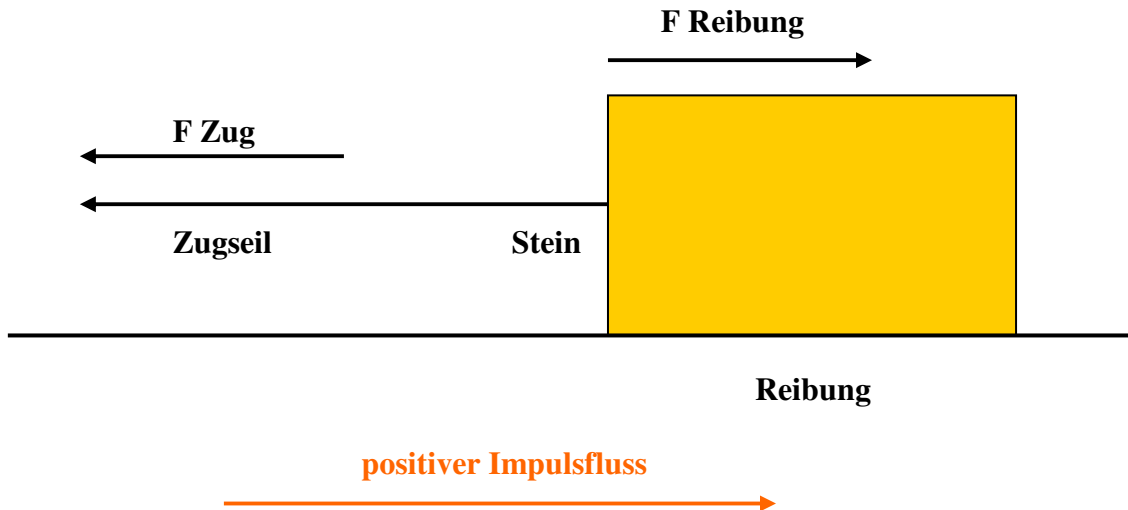 F Reibung
F Zug
Zugseil
Stein
Reibung
positiver Impulsfluss